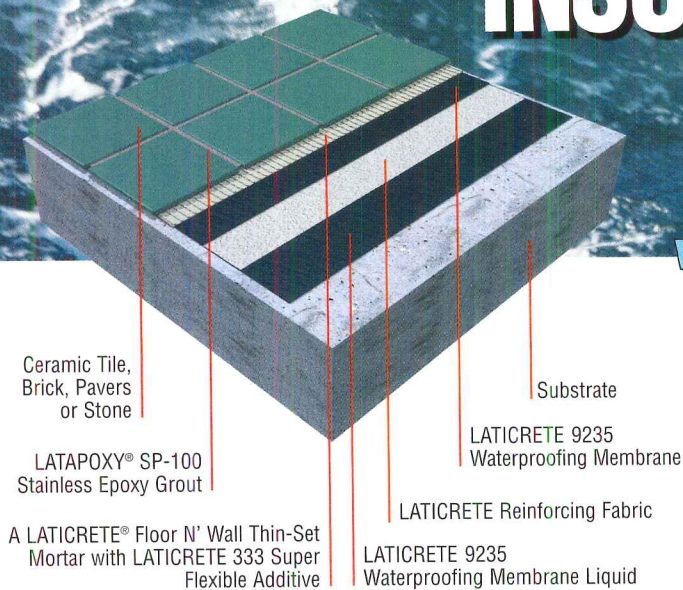 Ceramic Tile,
Brick, Pavers
or Stone
LATAPOXY® SP-100
Stainless Epoxy Grout
A LATICRETE® Floor N' Wall Thin-Set
Mortar with LATICRETE 333 Super
Flexible Additive
LATICRETE 9235
Waterproofing Membrane Liquid
LATICRETE Reinforcing Fabric
LATICRETE 9235
Waterproofing Membrane
Substrate